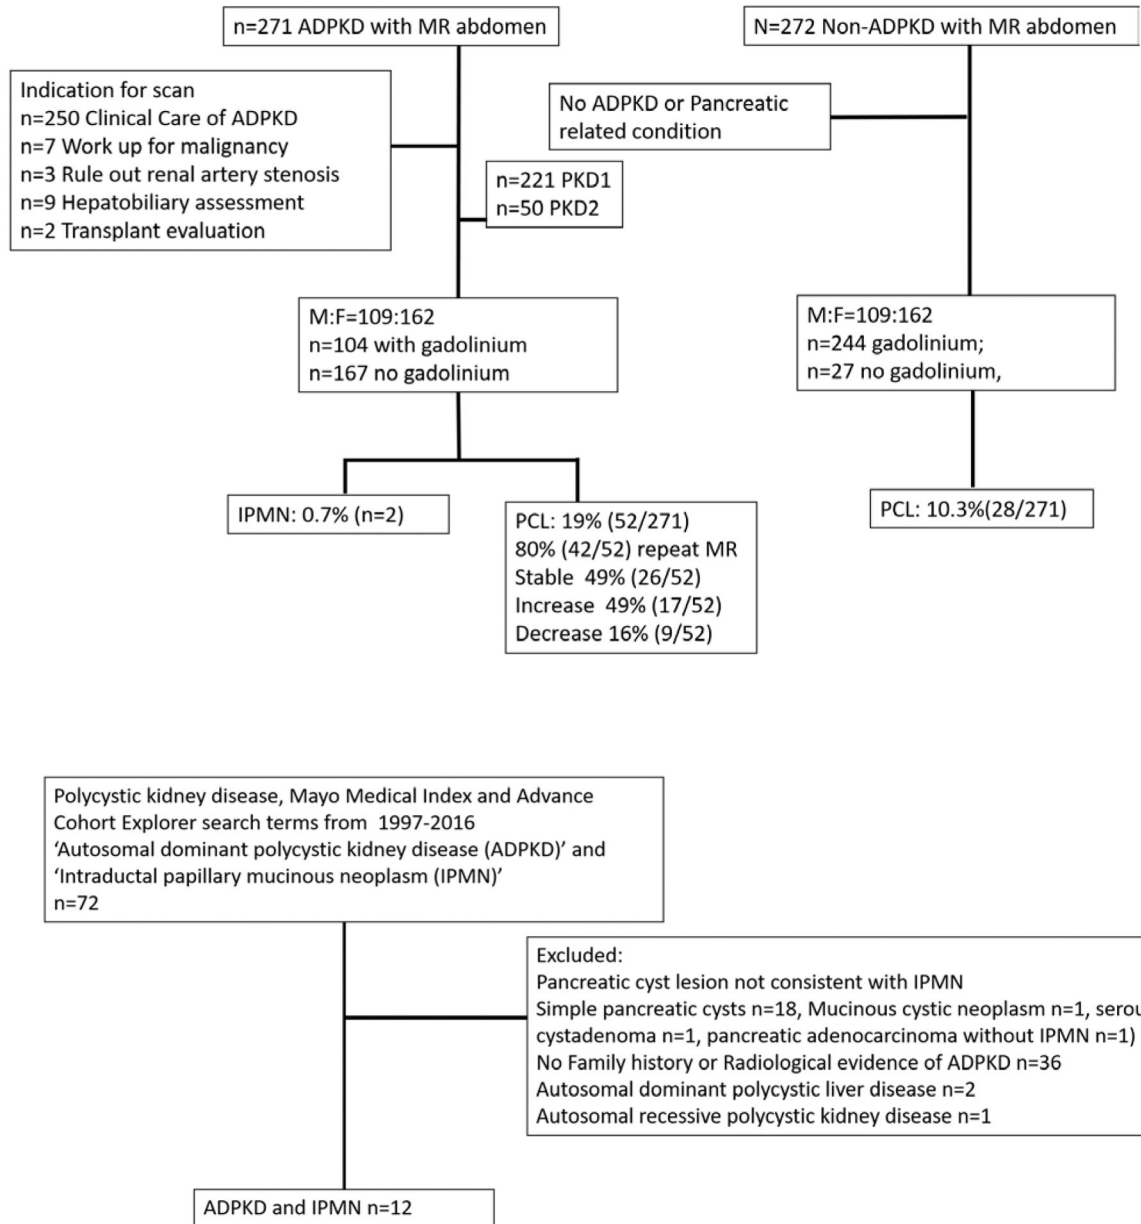 n=271 ADPKD with MR abdomen
N=272 Non-ADPKD with MR abdomen
Indication for scan
n=250 Clinical Care of ADPKD
n=7 Work up for malignancy
n=3 Rule out renal artery stenosis
n=9 Hepatobiliary assessment
n=2 Transplant evaluation
No ADPKD or Pancreatic
related condition
n=221 PKD1
n=50 PKD2
M:F=109:162
n=104 with gadolinium
n=167 no gadolinium
M:F=109:162
n=244 gadolinium;
n=27 no gadolinium,
IPMN: 0.7% (n=2)
PCL: 19% (52/271)
80% (42/52) repeat MR
Stable 49% (26/52)
Increase 49% (17/52)
Decrease 16% (9/52)
PCL: 10.3%(28/271)
Polycystic kidney disease, Mayo Medical Index and Advance
Cohort Explorer search terms from 1997-2016
‘Autosomal dominant polycystic kidney disease (ADPKD)’ and
‘Intraductal papillary mucinous neoplasm (IPMN)’
n=72
Excluded:
Pancreatic cyst lesion not consistent with IPMN
Simple pancreatic cysts n=18, Mucinous cystic neoplasm n=1, serou
cystadenoma n=1, pancreatic adenocarcinoma without IPMN n=1)
No Family history or Radiological evidence of ADPKD n=36
Autosomal dominant polycystic liver disease n=2
Autosomal recessive polycystic kidney disease n=1
ADPKD and IPMN n=12